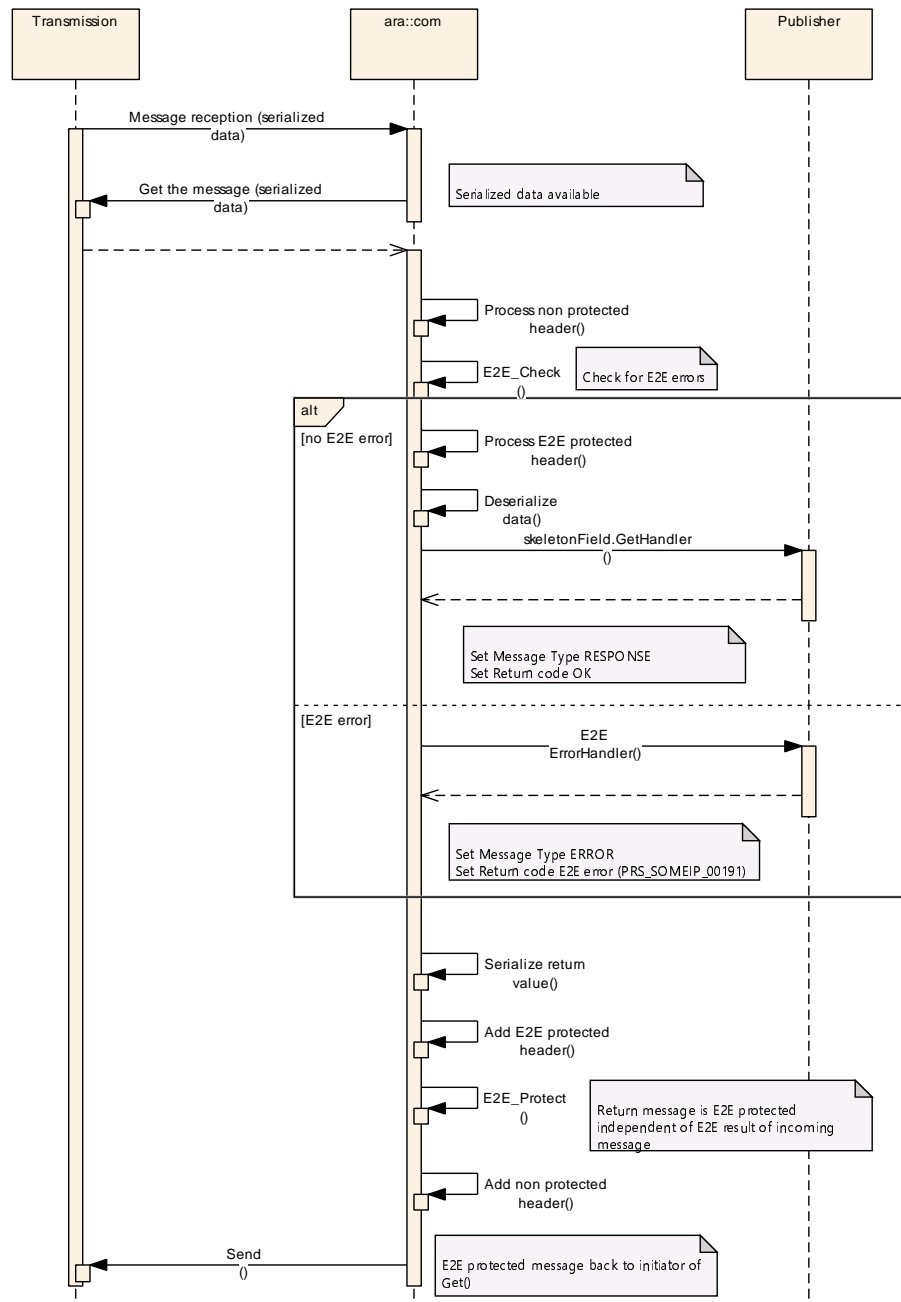 Transmission
ara::com
Publisher
Message reception (serialized
data)
Serialized data available
Get the message (serialized
data)
Process non protected
header()
E2E_Check
()
Check for E2E errors
alt
[no E2E error]
Process E2E protected
header()
Deserialize
data()
skeletonField.GetHandler
()
Set Message Type RESPONSE
Set Return code OK
[E2E error]
E2E
ErrorHandler()
Set Message Type ERROR
Set Return code E2E error (PRS_SOMEIP_00191)
Serialize return
value()
Add E2E protected
header()
E2E_Protect
()
Return message is E2E protected
independent of E2E result of incoming
message
Add non protected
header()
Send
()
E2E protected message back to initiator of
Get()